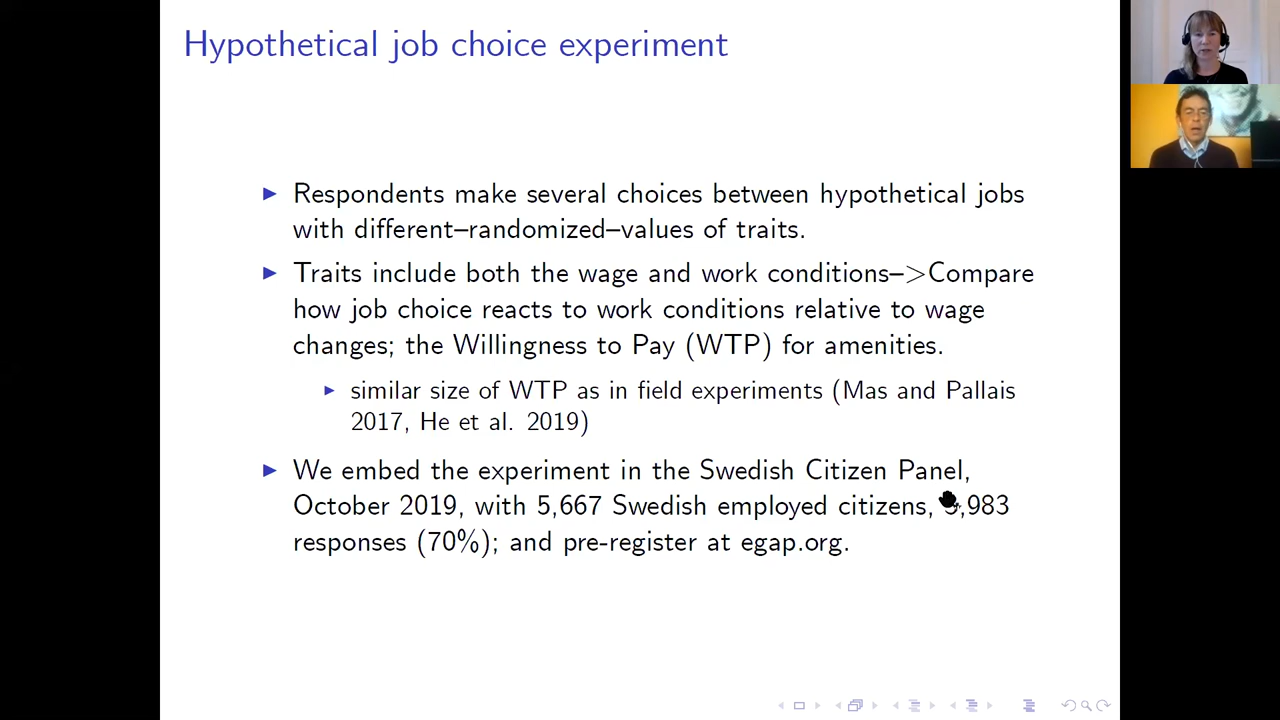 Hypothetical job choice experiment
Respondents make several choices between hypothetical jobs
with different–randomized–values of traits.
Traits include both the wage and work conditions–>Compare
how job choice reacts to work conditions relative to wage
changes; the Willingness to Pay (WTP) for amenities.
similar size of WTP as in field experiments (Mas and Pallais
2017, He et al. 2019)
We embed the experiment in the Swedish Citizen Panel,
October 2019, with 5,667 Swedish employed citizens,
responses (70%); and pre-register at egap.org.